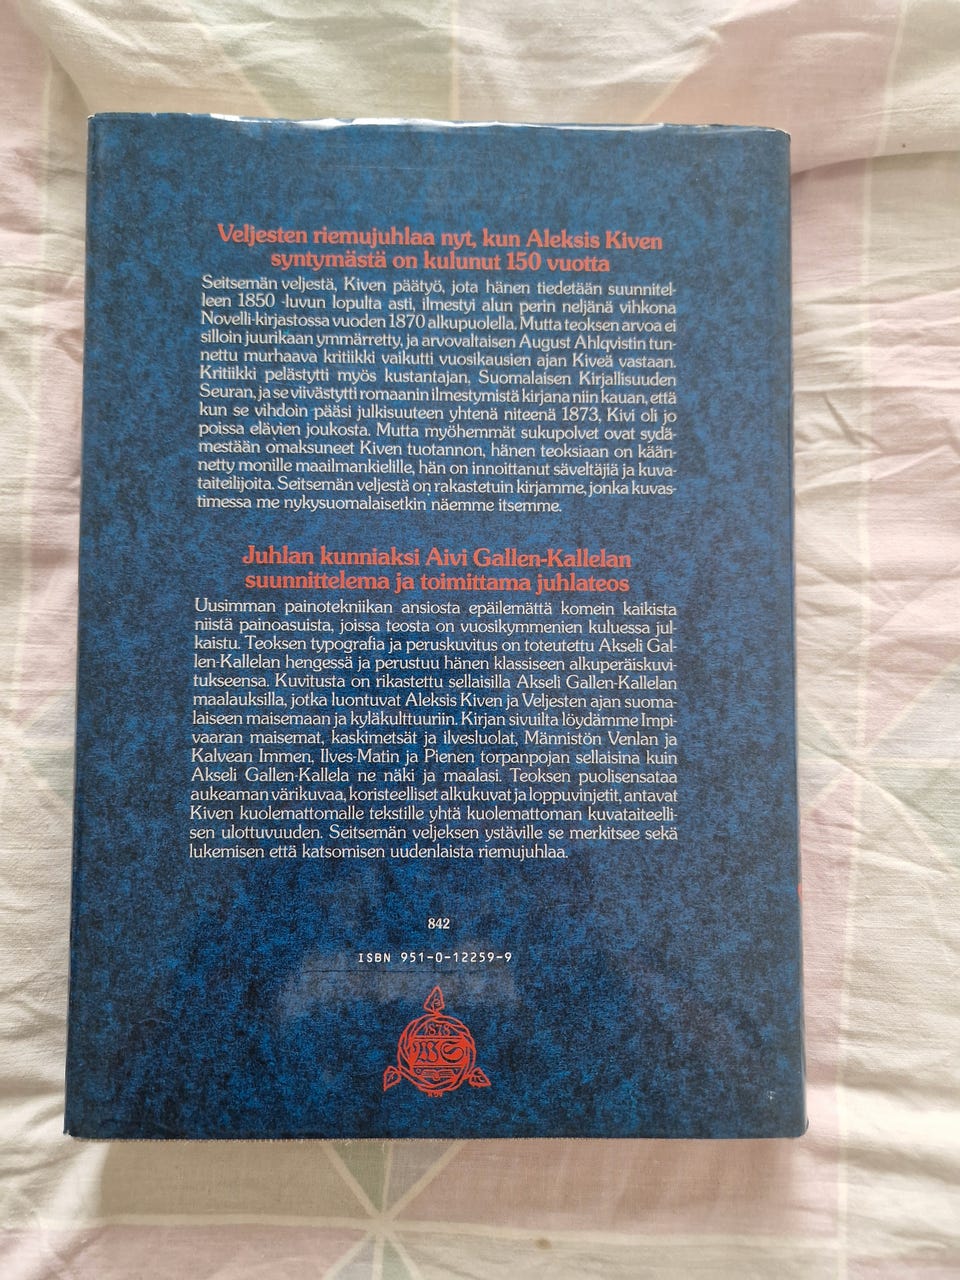 Veljesten riemujuhlaa nyt, kun Aleksis Kiven
syntymästä on kulunut 150 vuotta
Seitsemän veljestä, Kiven päätyö, jota hänen tiedetään suunnitel-
leen 1850 -luvun lopulta asti, ilmestyi alun perin neljänä vihkona
Novelli-kirjastossa vuoden 1870 alkupuolella. Mutta teoksen arvoa ei
silloin juurikaan ymmärretty, ja arvovaltaisen August Ahlqvistin tun-
nettu murhaava kritiikki vaikutti vuosikausien ajan Kiveä vastaan.
Kritiikki pelästytti myös kustantajan, Suomalaisen Kirjallisuuden
Seuran, ja se viivästytti romaanin ilmestymistä kirjana niin kauan, että
kun se vihdoin pääsi julkisuuteen yhtenä niteenä 1873, Kivi oli jo
poissa elävien joukosta. Mutta myöhemmät sukupolvet ovat sydä-
mestään omaksuneet Kiven tuotannon, hänen teoksiaan on kään-
netty monille maailmankielille, hän on innoittanut säveltäjiä ja kuva-
taiteilijoita. Seitsemän veljestä on rakastetuin kirjamme, jonka kuvas-
timessa me nykysuomalaisetkin näemme itsemme.
Juhlan kunniaksi Aivi Gallen-Kallelan
suunnittelema ja toimittama juhlateos
Uusimman painotekniikan ansiosta epäilemättä komein kaikista
niistä painoasuista, joissa teosta on vuosikymmenien kuluessa jul-
kaistu. Teoksen typografia ja peruskuvitus on toteutettu Akseli Gal-
len-Kallelan hengessä ja perustuu hänen klassiseen alkuperäiskuvi-
tukseensa. Kuvitusta on rikastettu sellaisilla Akseli Gallen-Kallelan
maalauksilla, jotka luontuvat Aleksis Kiven ja Veljesten ajan suoma-
laiseen maisemaan ja kyläkulttuuriin. Kirjan sivuilta löydämme Impi-
vaaran maisemat, kaskimetsät ja ilvesluolat, Männistön Venlan ja
Kalvean Immen, Ilves-Matin ja Pienen torpanpojan sellaisina kuin
Akseli Gallen-Kallela ne näki ja maalasi. Teoksen puolisensataa
aukeaman värikuvaa, koristeelliset alkukuvat ja loppuvinjetit, antavat
Kiven kuolemattomalle tekstille yhtä kuolemattoman kuvataiteelli-
sen ulottuvuuden. Seitsemän veljeksen ystäville se merkitsee sekä
lukemisen että katsomisen uudenlaista riemujuhlaa.
842
ISBN 951-0-12259-9
1878
WS